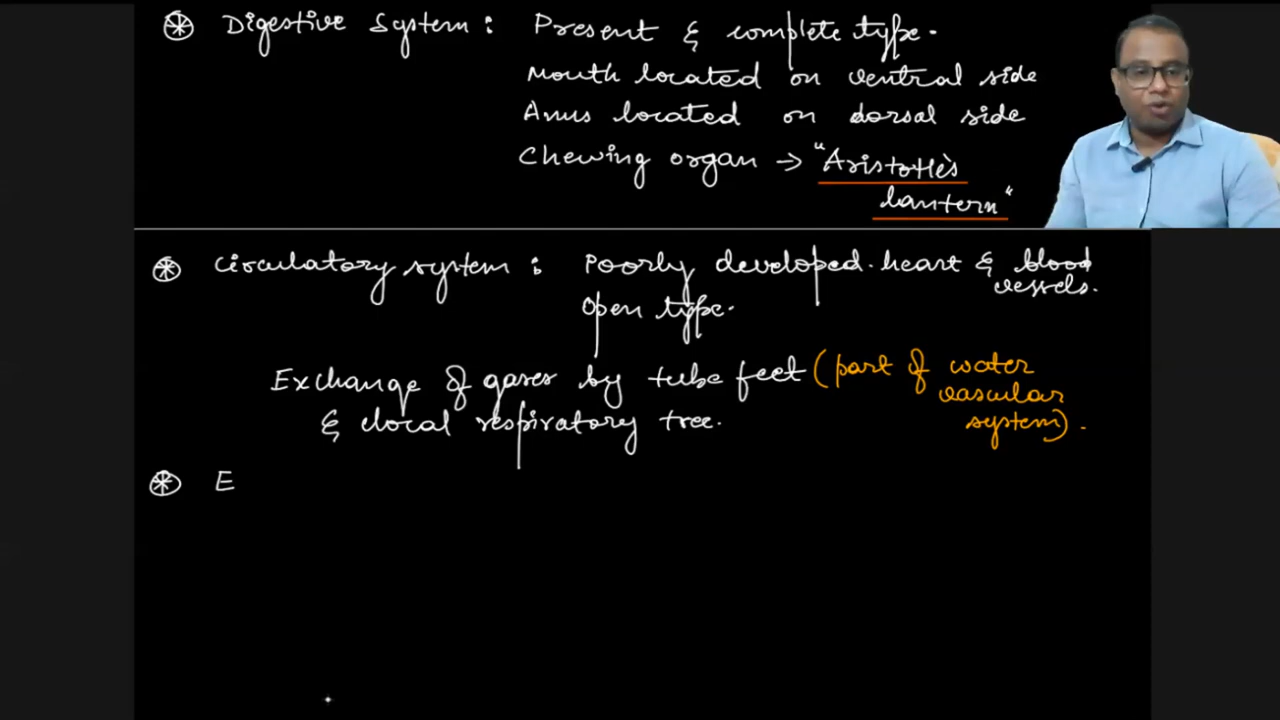 Digestive System : Present & complete type.
Mouth located on ventral side
Anus located on dorsal side
Chewing organ → "Aristotle's
lantern"
Circulatory system : Poorly developed. heart & blood
vessels.
Open type.
Exchange of gases by tube feet (part of water
vascular
& clocal respiratory tree. system).
E